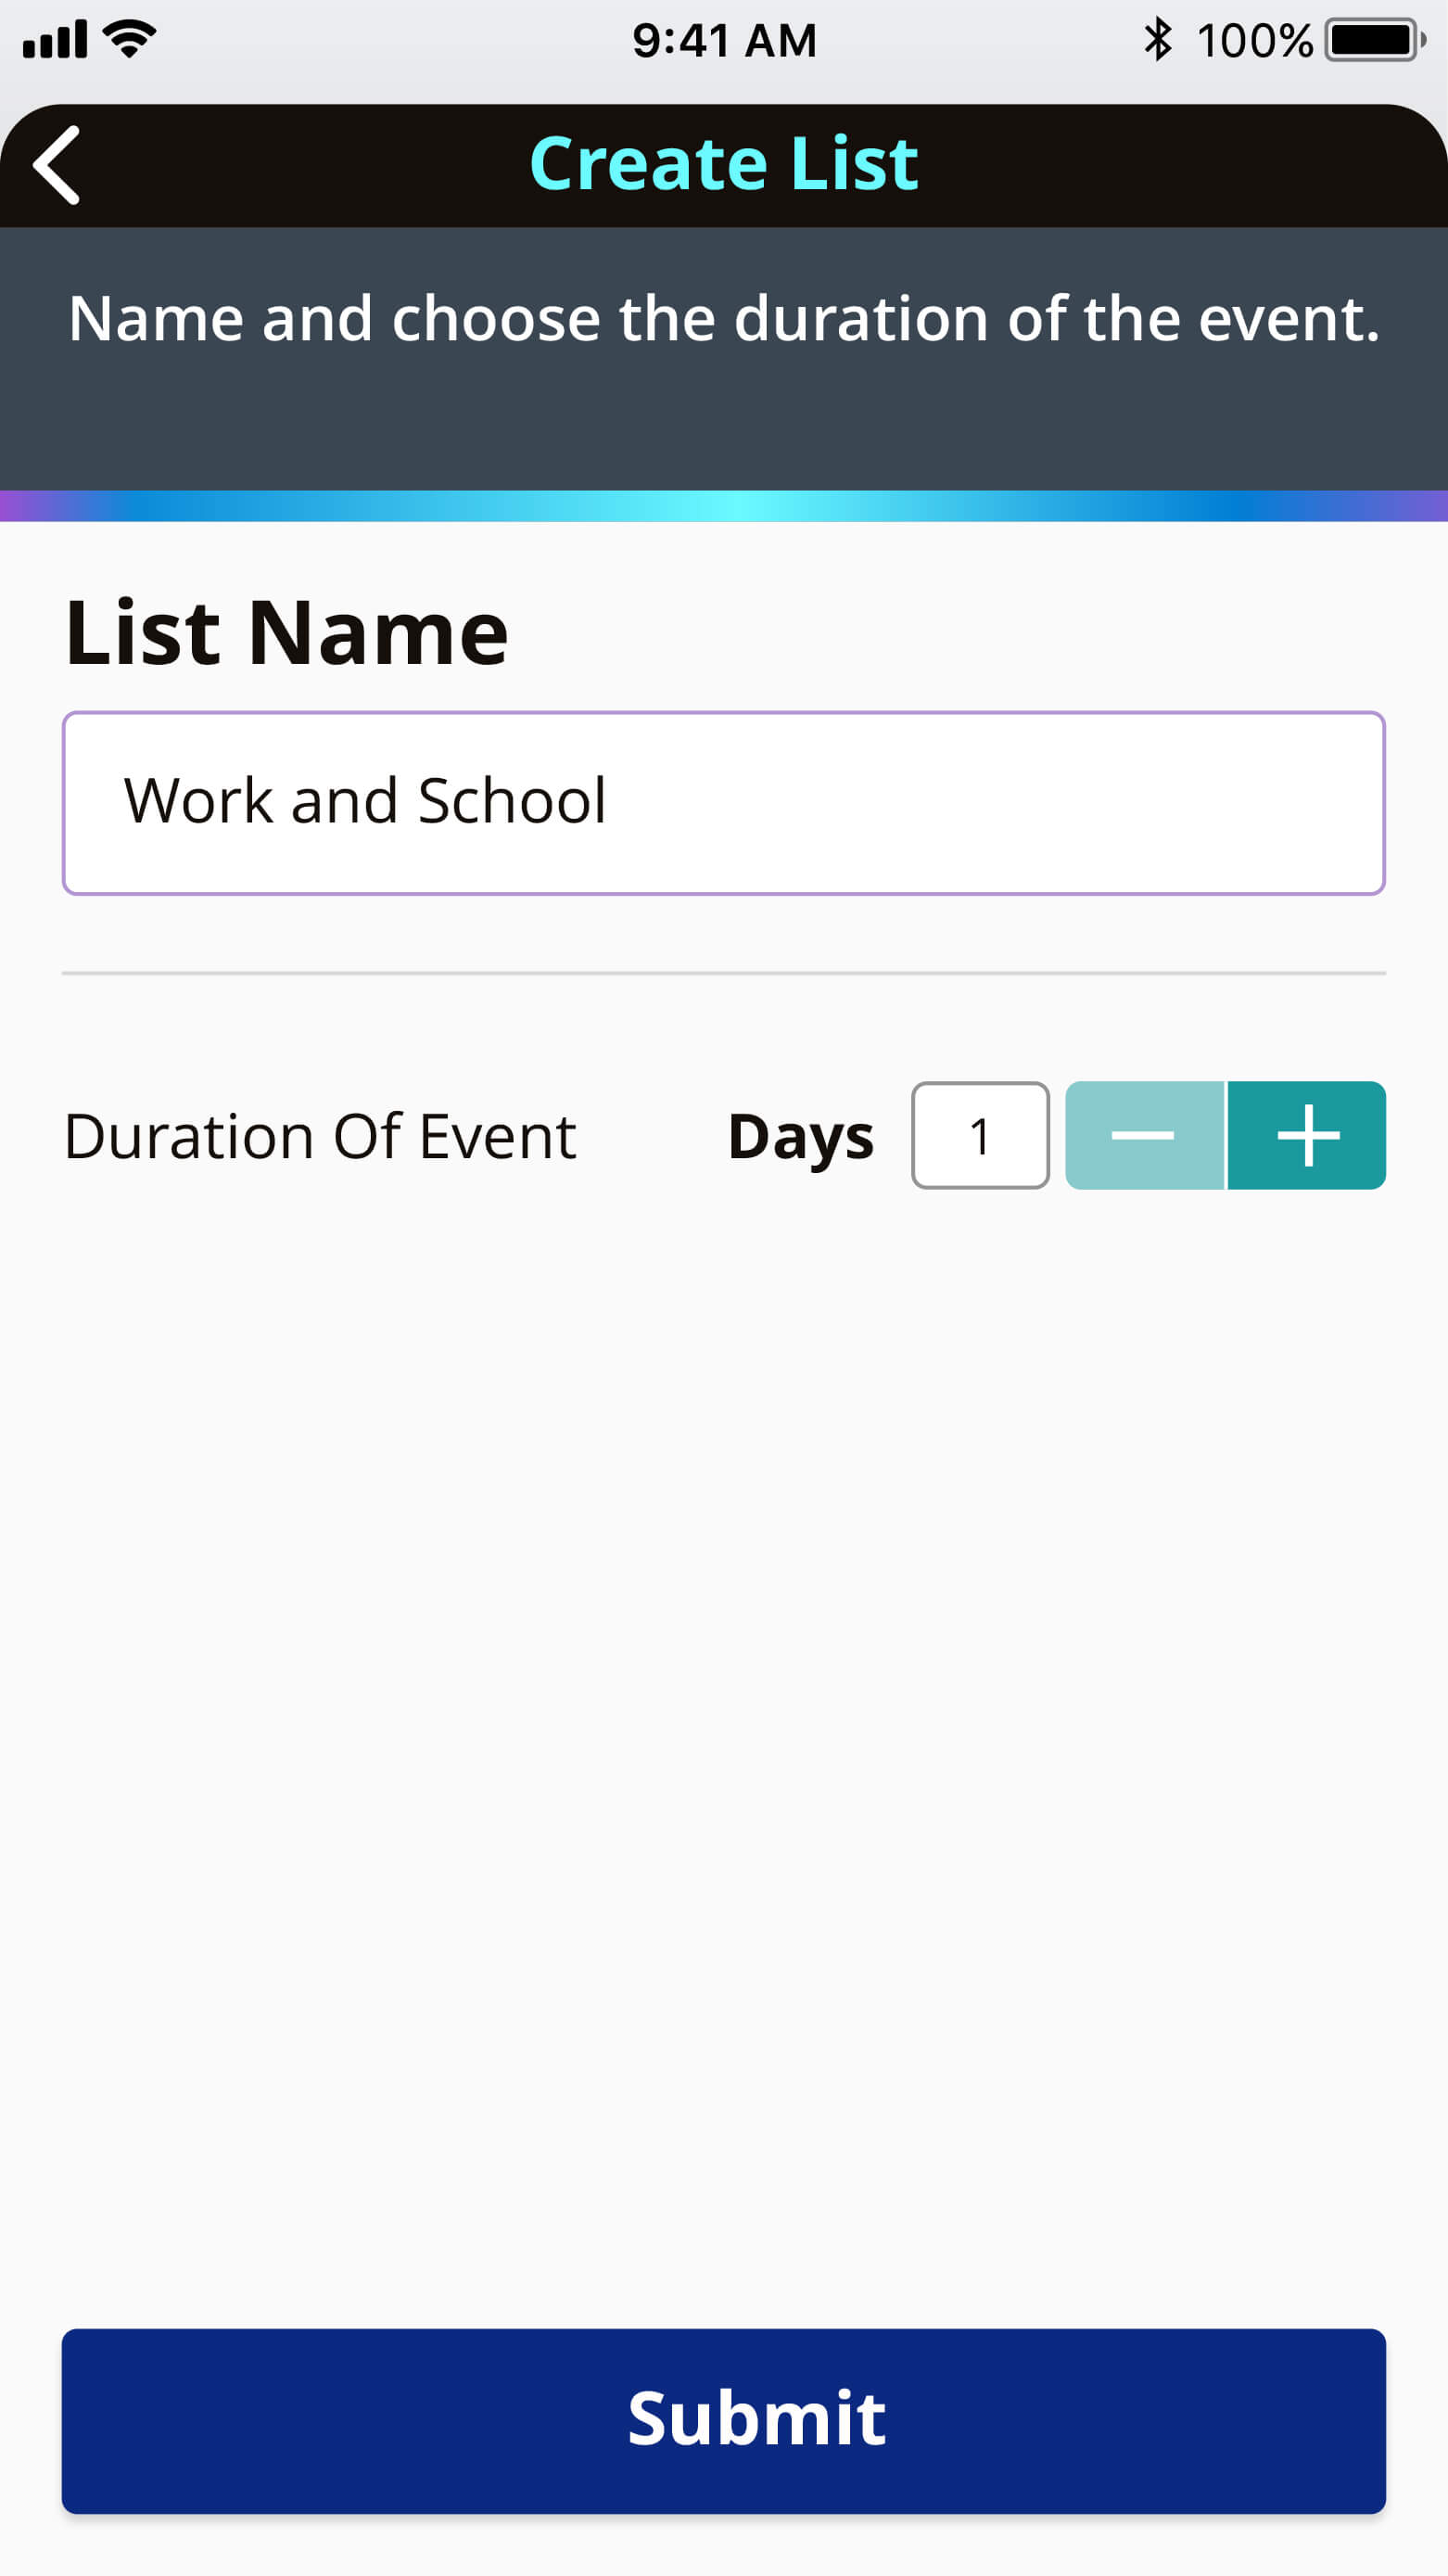 9:41 AM 100%
Create List
Name and choose the duration of the event.
List Name
Work and School
Duration Of Event Days 1
Submit